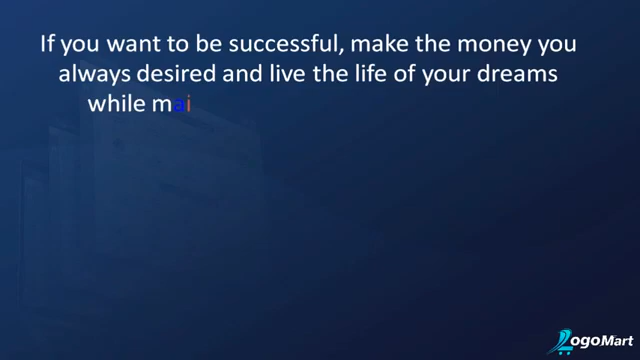 If you want to be successful, make the money you
always desired and live the life of your dreams
while mai
LogoMart